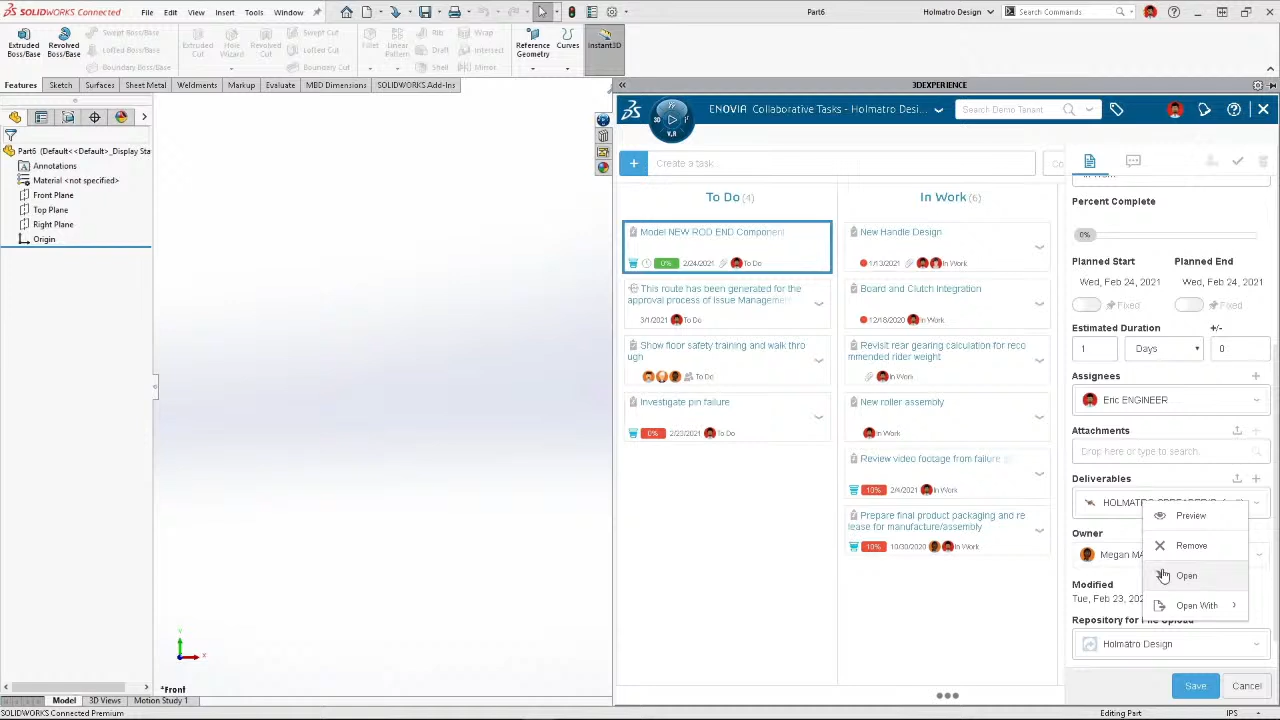 SOLIDWORKS Connected
File Edit View Insert Tools Window
Part6
Holmatro Design
Search Commands
Extruded Boss/Base
Revolved Boss/Base
Swept Boss/Base
Lofted Boss/Base
Boundary Boss/Base
Extruded Cut
Hole Wizard
Revolved Cut
Swept Cut
Lofted Cut
Boundary Cut
Fillet
Linear Pattern
Rib
Draft
Shell
Wrap
Intersect
Mirror
Reference Geometry
Curves
Instant3D
Features Sketch Surfaces Sheet Metal Weldments Markup Evaluate MBD Dimensions SOLIDWORKS Add-Ins
3DEXPERIENCE
Part6 (Default<<Default>_Display Sta
Annotations
Material <not specified>
Front Plane
Top Plane
Right Plane
Origin
Y
X
*Front
Model 3D Views Motion Study 1
SOLIDWORKS Connected Premium
Editing Part
IPS
3D
V.R
ENOVIA Collaborative Tasks - Holmatro Desi...
Search Demo Tenant
Create a task
Co
To Do (4)
Model NEW ROD END Component
0% 2/24/2021 To Do
This route has been generated for the
approval process of Issue Managemen
3/1/2021 To Do
Show floor safety training and walk thro
ugh
To Do
Investigate pin failure
0% 2/23/2021 To Do
In Work (6)
New Handle Design
1/13/2021 In Work
Board and Clutch Integration
12/18/2020 In Work
Revisit rear gearing calculation for reco
mmended rider weight
In Work
New roller assembly
In Work
Review video footage from failure
10% 2/4/2021 In Work
Prepare final product packaging and re
lease for manufacture/assembly
10% 10/30/2020 In Work
Percent Complete
0%
Planned Start
Planned End
Wed, Feb 24, 2021
Wed, Feb 24, 2021
Fixed
Fixed
Estimated Duration
+/-
1
Days
0
Assignees
Eric ENGINEER
Attachments
Drop here or type to search.
Deliverables
Preview
Remove
Open
Open With
Owner
Megan MA
Modified
Tue, Feb 23, 202
Repository for File Upload
Holmatro Design
Save Cancel